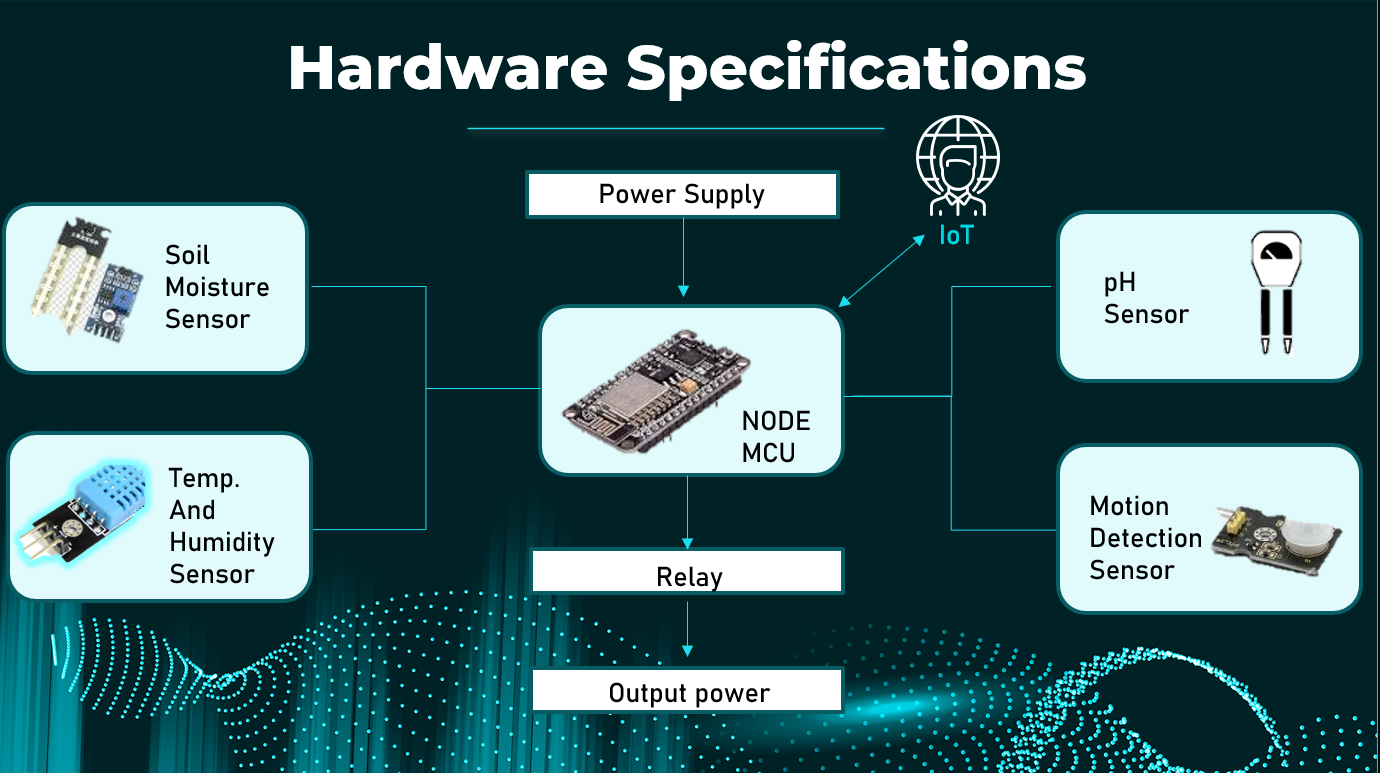 Hardware Specifications
Power Supply
IoT
Soil
Moisture
Sensor
pH
Sensor
NODE
MCU
Temp.
And
Humidity
Sensor
Motion
Detection
Sensor
Relay
Output power